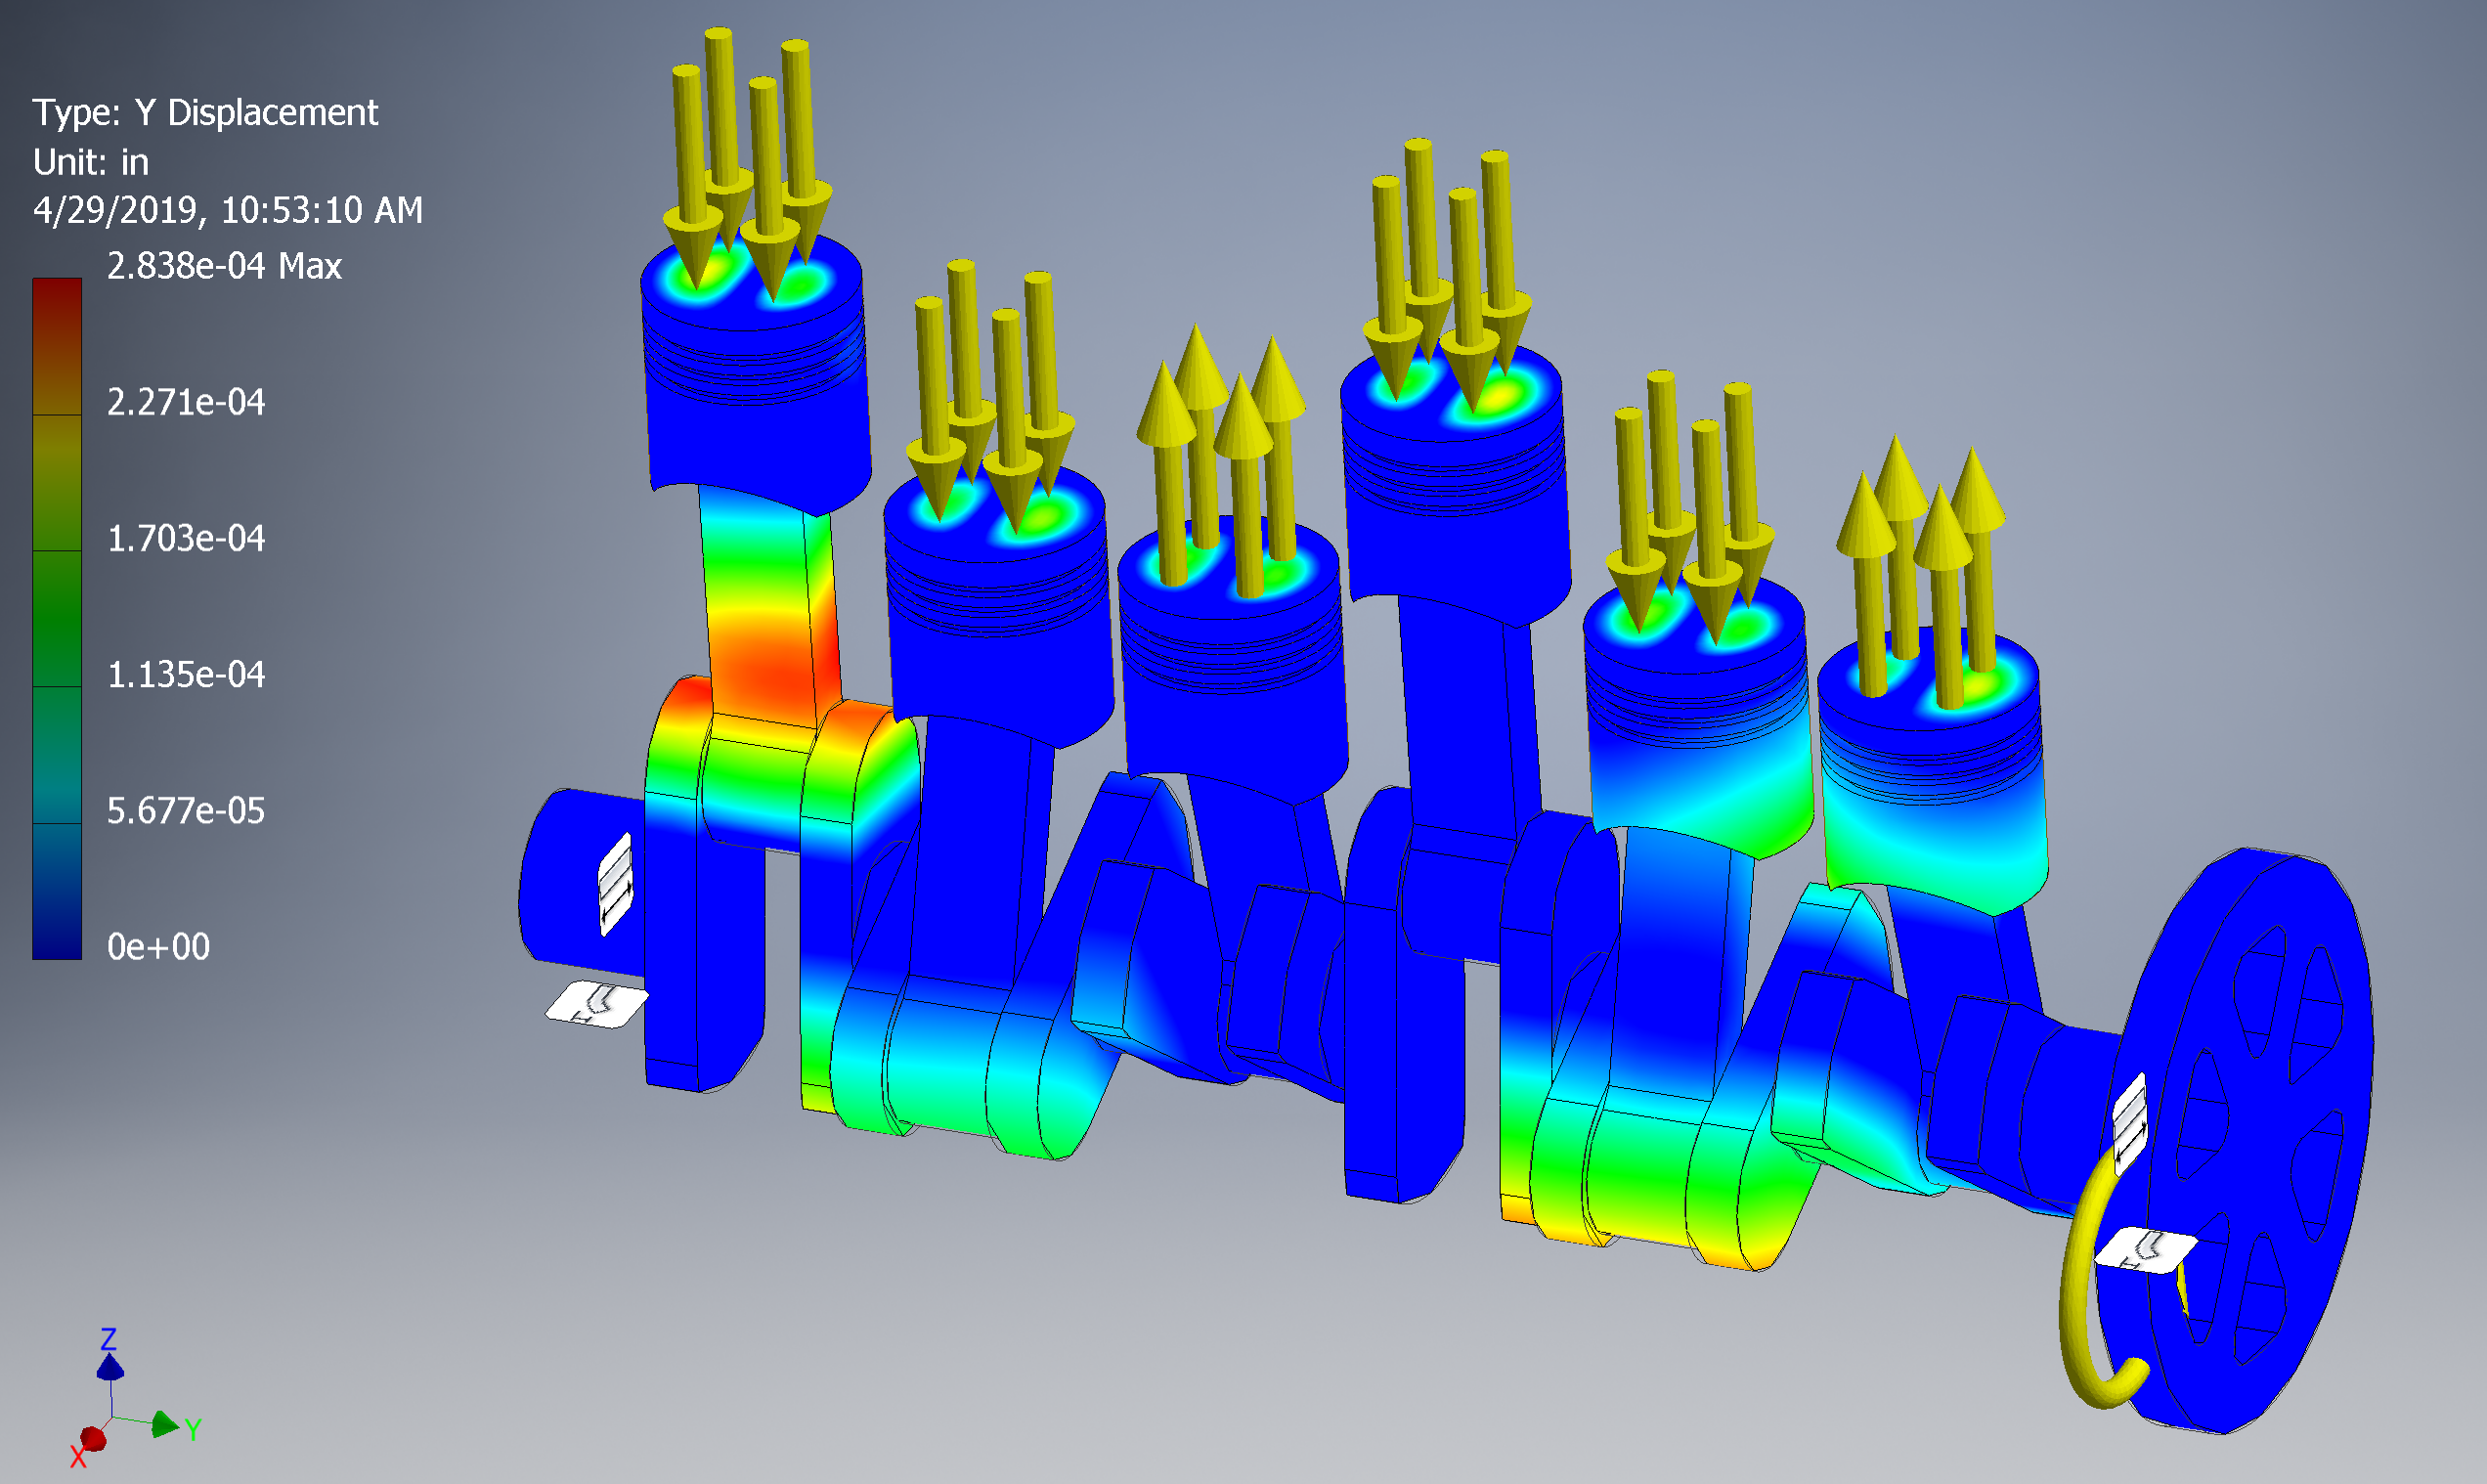 Type: Y Displacement
Unit: in
4/29/2019, 10:53:10 AM
2.838e-04 Max
2.271e-04
1.703e-04
1.135e-04
5.677e-05
0e+00
Z
Y
X